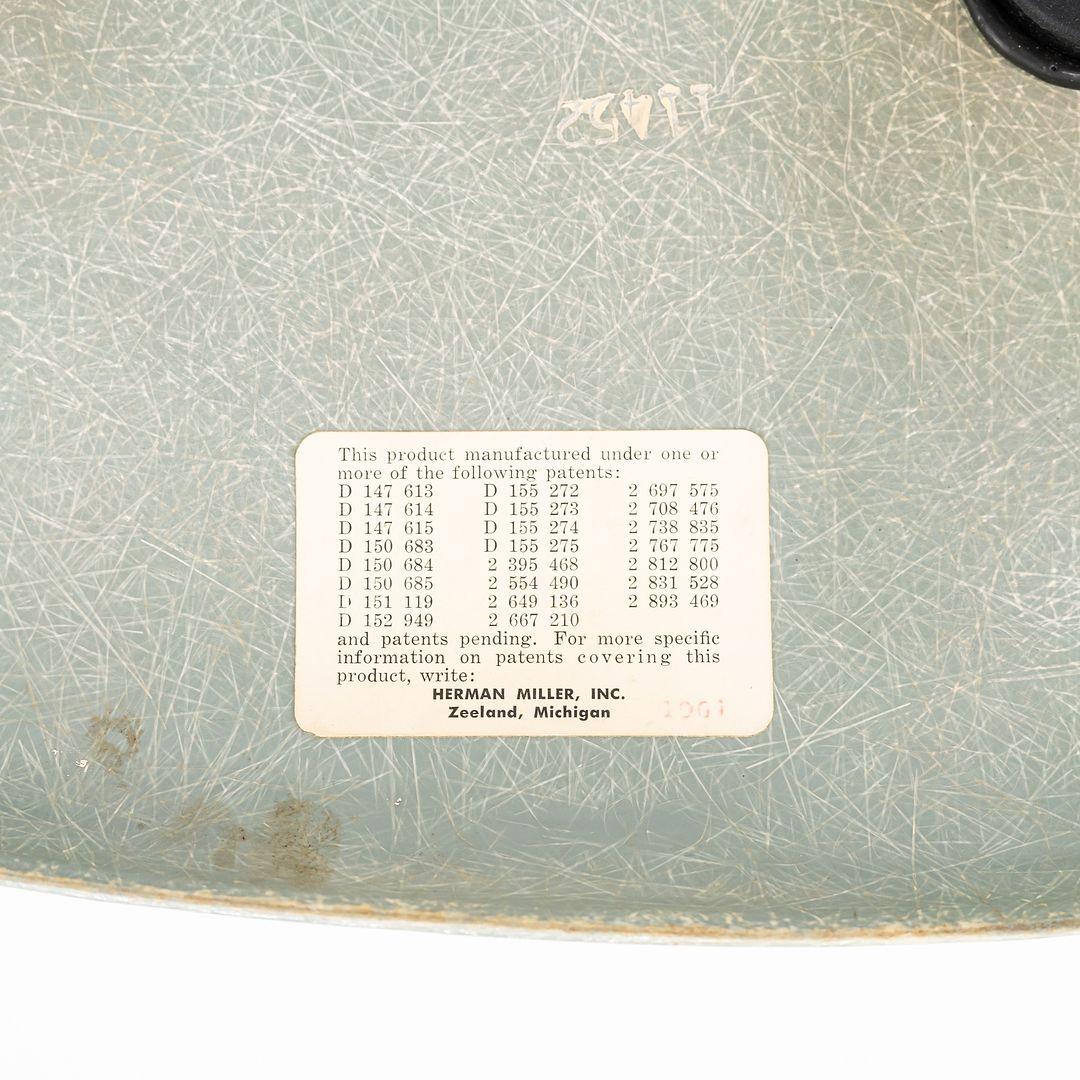 This product manufactured under one or
more of the following patents:
D 147 613 D 155 272 2 697 575
D 147 614 D 155 273 2 708 476
D 147 615 D 155 274 2 738 835
D 150 683 D 155 275 2 767 775
D 150 684 2 395 468 2 812 800
D 150 685 2 554 490 2 831 528
D 151 119 2 649 136 2 893 469
D 152 949 2 667 210
and patents pending. For more specific
information on patents covering this
product, write:
HERMAN MILLER, INC.
Zeeland, Michigan 1961